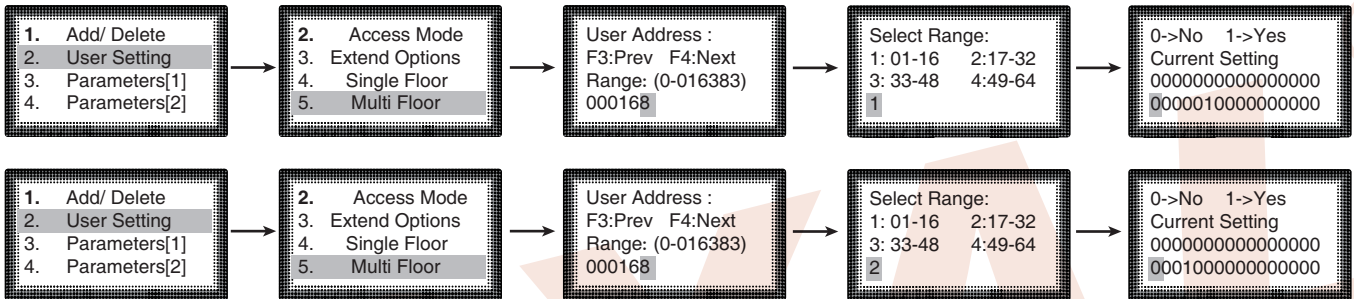 1. Add/ Delete
2. User Setting
3. Parameters[1]
4. Parameters[2]
2. Access Mode
3. Extend Options
4. Single Floor
5. Multi Floor
User Address :
F3:Prev F4:Next
Range: (0-016383)
000168
Select Range:
1: 01-16 2:17-32
3: 33-48 4:49-64
1
0->No 1->Yes
Current Setting
0000000000000000
0000010000000000
1. Add/ Delete
2. User Setting
3. Parameters[1]
4. Parameters[2]
2. Access Mode
3. Extend Options
4. Single Floor
5. Multi Floor
User Address :
F3:Prev F4:Next
Range: (0-016383)
000168
Select Range:
1: 01-16 2:17-32
3: 33-48 4:49-64
2
0->No 1->Yes
Current Setting
0000000000000000
0001000000000000